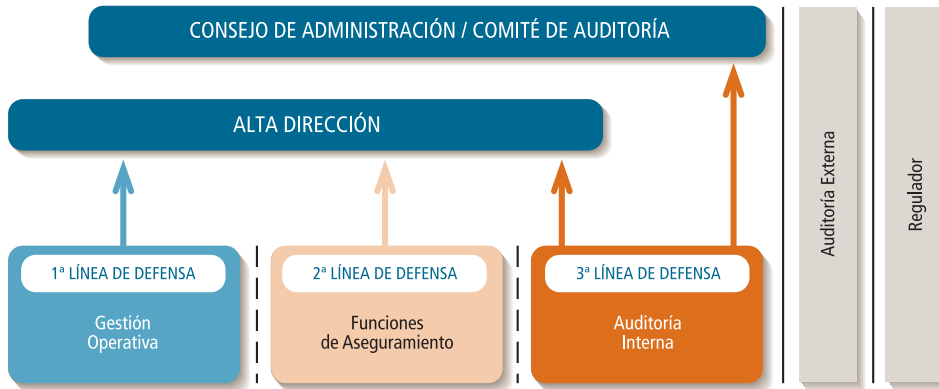 CONSEJO DE ADMINISTRACIÓN / COMITÉ DE AUDITORÍA
ALTA DIRECCIÓN
1ª LÍNEA DE DEFENSA
Gestión
Operativa
2ª LÍNEA DE DEFENSA
Funciones
de Aseguramiento
3ª LÍNEA DE DEFENSA
Auditoría
Interna
Auditoría Externa
Regulador